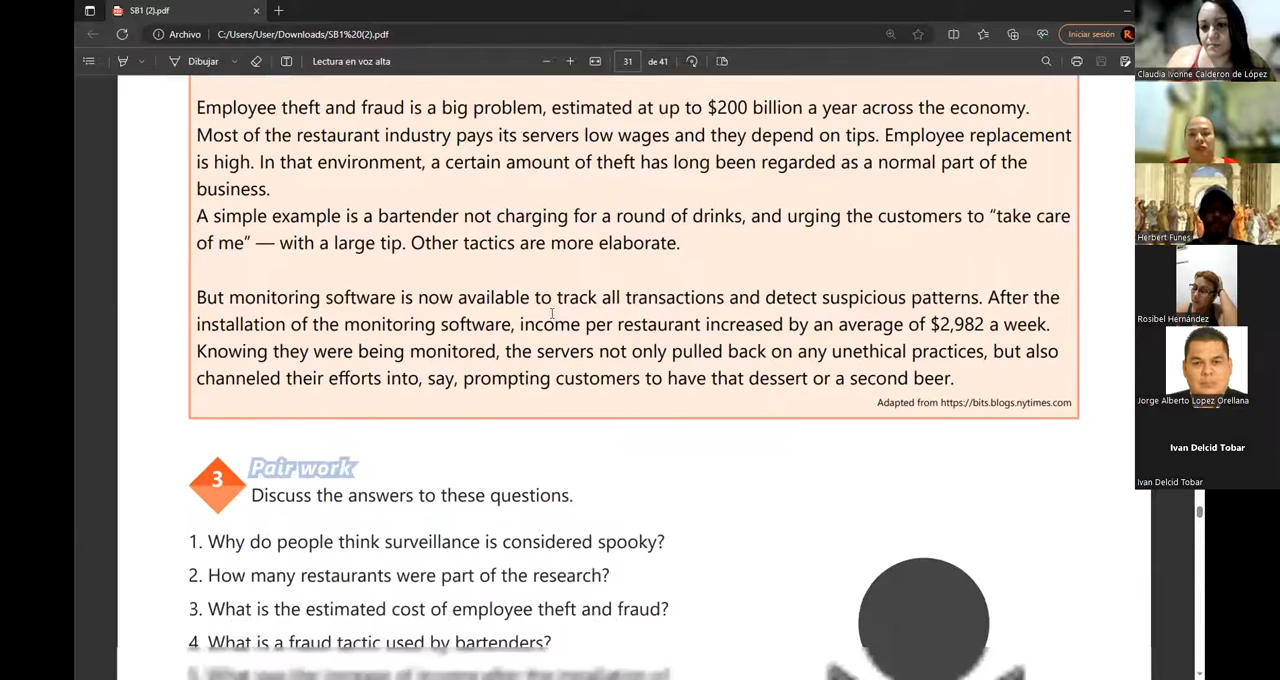 SB1 (2).pdf
Archivo
C:/Users/User/Downloads/SB1%20(2).pdf
Iniciar sesión
R
Dibujar
Lectura en voz alta
31
de 41
Employee theft and fraud is a big problem, estimated at up to $200 billion a year across the economy.
Most of the restaurant industry pays its servers low wages and they depend on tips. Employee replacement
is high. In that environment, a certain amount of theft has long been regarded as a normal part of the
business.
A simple example is a bartender not charging for a round of drinks, and urging the customers to “take care
of me” — with a large tip. Other tactics are more elaborate.
But monitoring software is now available to track all transactions and detect suspicious patterns. After the
installation of the monitoring software, income per restaurant increased by an average of $2,982 a week.
Knowing they were being monitored, the servers not only pulled back on any unethical practices, but also
channeled their efforts into, say, prompting customers to have that dessert or a second beer.
Adapted from https://bits.blogs.nytimes.com
3
Pair work
Discuss the answers to these questions.
1. Why do people think surveillance is considered spooky?
2. How many restaurants were part of the research?
3. What is the estimated cost of employee theft and fraud?
4. What is a fraud tactic used by bartenders?
Claudia Ivonne Calderon de López
Herbert Funes
Rosibel Hernández
Jorge Alberto Lopez Orellana
Ivan Delcid Tobar
Ivan Delcid Tobar